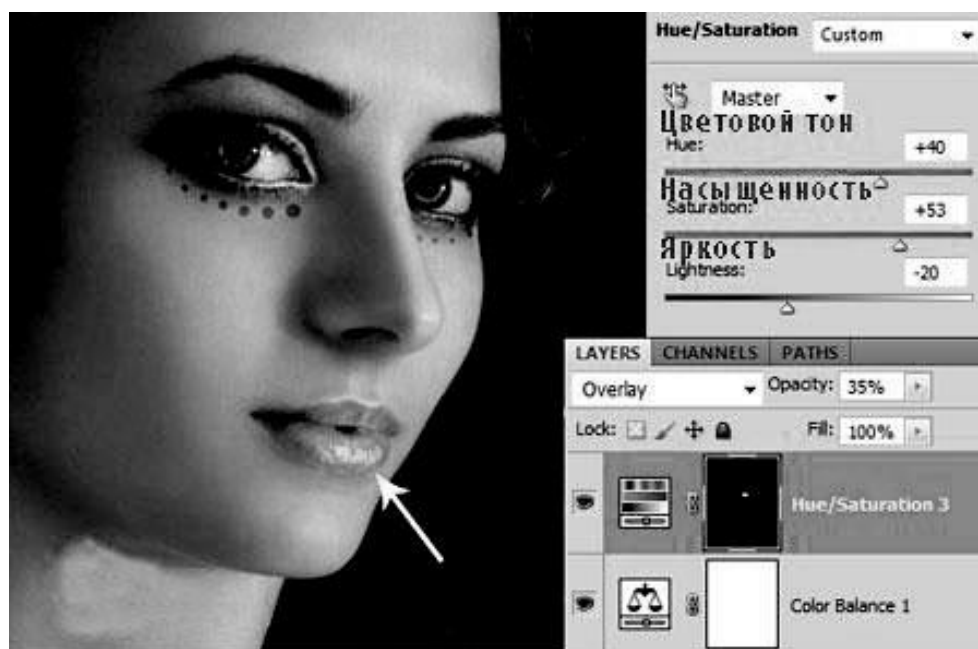 Hue/Saturation Custom
Master
Цветовой тон
Hue: +40
Насыщенность
Saturation: +53
Яркость
Lightness: -20
LAYERS CHANNELS PATHS
Overlay Opacity: 35%
Lock: Fill: 100%
Hue/Saturation 3
Color Balance 1